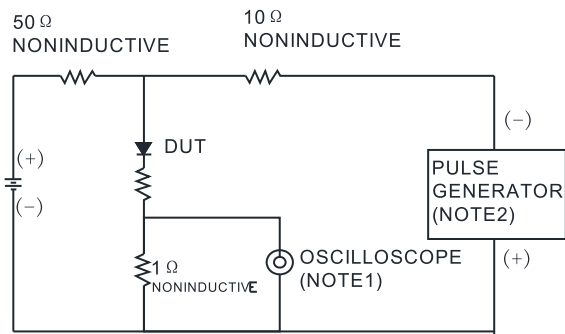 50 Ω
NONINDUCTIVE
10 Ω
NONINDUCTIVE
(+)
(−)
DUT
1 Ω
NONINDUCTIVE
OSCILLOSCOPE
(NOTE1)
(−)
PULSE
GENERATOR
(NOTE2)
(+)